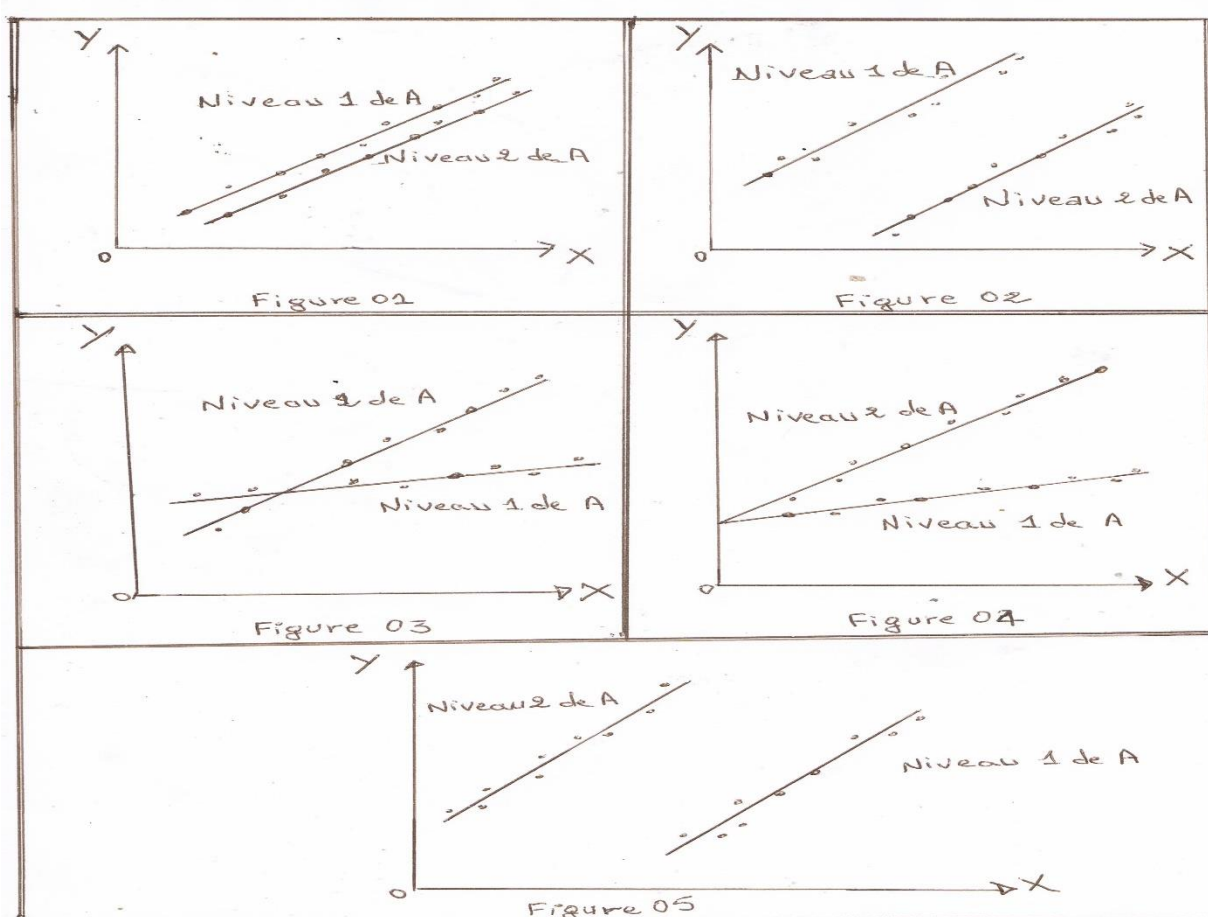 Y
Niveau 1 de A
Niveau 2 de A
0
X
Figure 01
Y
Niveau 1 de A
Niveau 2 de A
0
X
Figure 02
Y
Niveau 2 de A
Niveau 1 de A
0
X
Figure 03
Y
Niveau 2 de A
Niveau 1 de A
0
X
Figure 04
Y
Niveau 2 de A
Niveau 1 de A
0
X
Figure 05